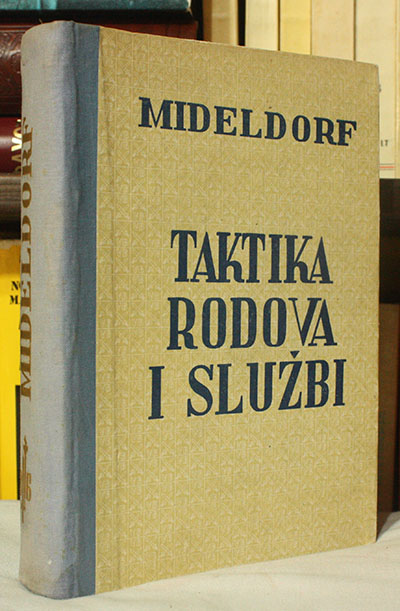 MIDELDORF
TAKTIKA
RODOVA
I SLUŽBI
MIDELDORF